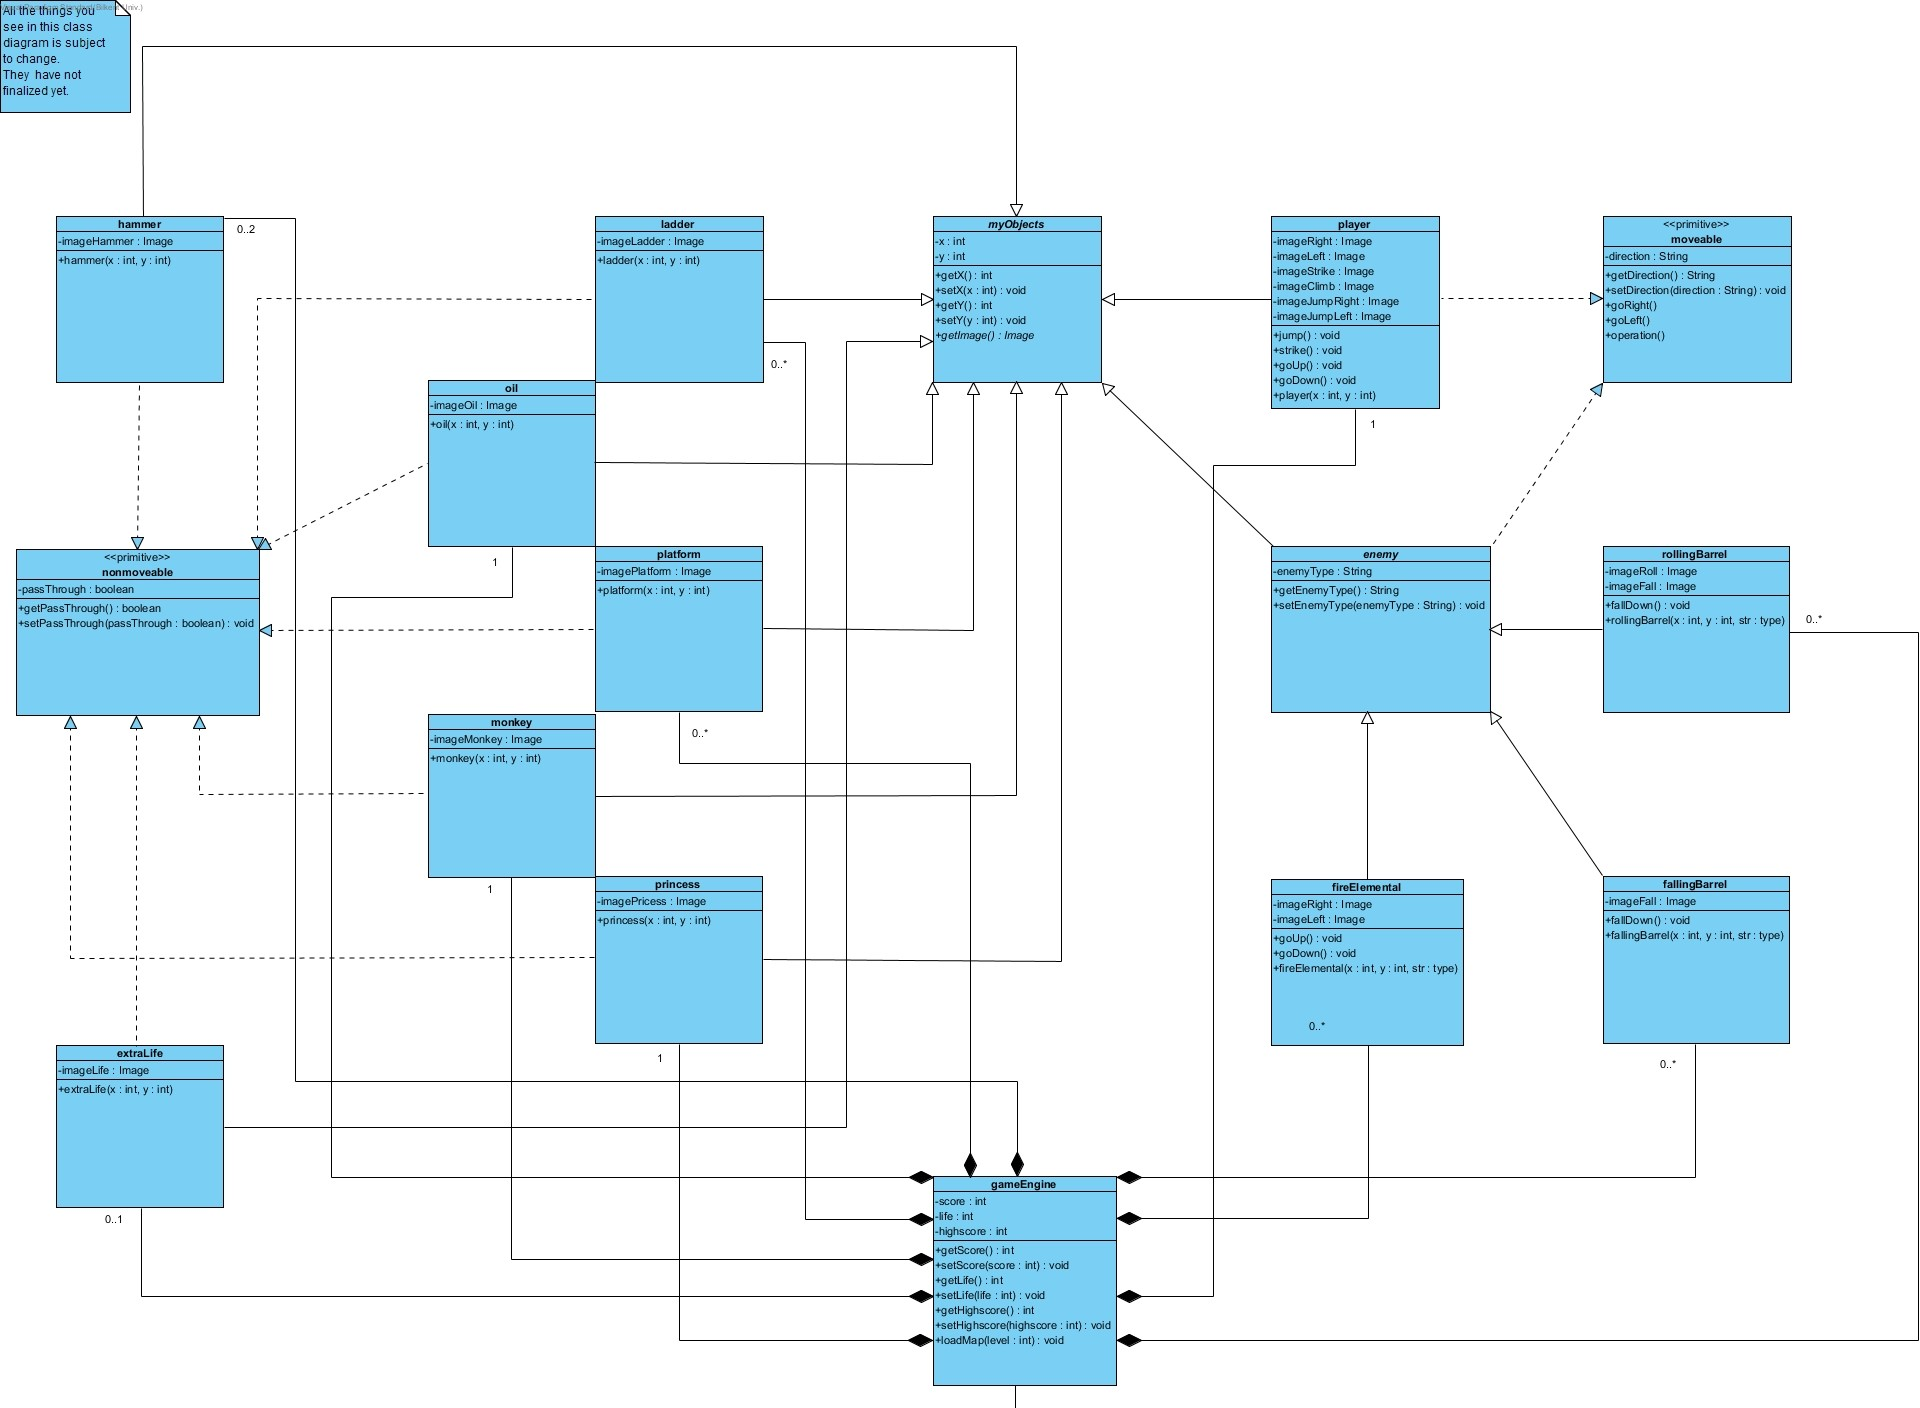 All the things you
see in this class
diagram is subject
to change.
They  have not
finalized yet.
hammer
-imageHammer : Image
+hammer(x : int, y : int)
0..2
ladder
-imageLadder : Image
+ladder(x : int, y : int)
0..*
myObjects
-x : int
-y : int
+getX() : int
+setX(x : int) : void
+getY() : int
+setY(y : int) : void
+getImage() : Image
player
-imageRight : Image
-imageLeft : Image
-imageStrike : Image
-imageClimb : Image
-imageJumpRight : Image
-imageJumpLeft : Image
+jump() : void
+strike() : void
+goUp() : void
+goDown() : void
+player(x : int, y : int)
1
<<primitive>>
moveable
-direction : String
+getDirection() : String
+setDirection(direction : String) : void
+goRight()
+goLeft()
+operation()
oil
-imageOil : Image
+oil(x : int, y : int)
1
<<primitive>>
nonmoveable
-passThrough : boolean
+getPassThrough() : boolean
+setPassThrough(passThrough : boolean) : void
platform
-imagePlatform : Image
+platform(x : int, y : int)
0..*
enemy
-enemyType : String
+getEnemyType() : String
+setEnemyType(enemyType : String) : void
rollingBarrel
-imageRoll : Image
-imageFall : Image
+fallDown() : void
+rollingBarrel(x : int, y : int, str : type)
0..*
monkey
-imageMonkey : Image
+monkey(x : int, y : int)
1
princess
-imagePricess : Image
+princess(x : int, y : int)
1
fireElemental
-imageRight : Image
-imageLeft : Image
+goUp() : void
+goDown() : void
+fireElemental(x : int, y : int, str : type)
0..*
fallingBarrel
-imageFall : Image
+fallDown() : void
+fallingBarrel(x : int, y : int, str : type)
0..*
extraLife
-imageLife : Image
+extraLife(x : int, y : int)
0..1
gameEngine
-score : int
-life : int
-highscore : int
+getScore() : int
+setScore(score : int) : void
+getLife() : int
+setLife(life : int) : void
+getHighscore() : int
+setHighscore(highscore : int) : void
+loadMap(level : int) : void